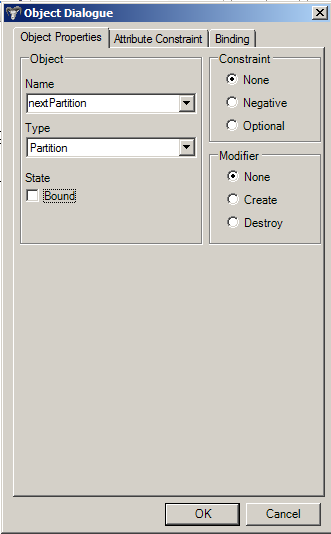 Object Dialogue
Object Properties
Attribute Constraint
Binding
Object
Name
nextPartition
Type
Partition
State
Bound
Constraint
None
Negative
Optional
Modifier
None
Create
Destroy
OK
Cancel